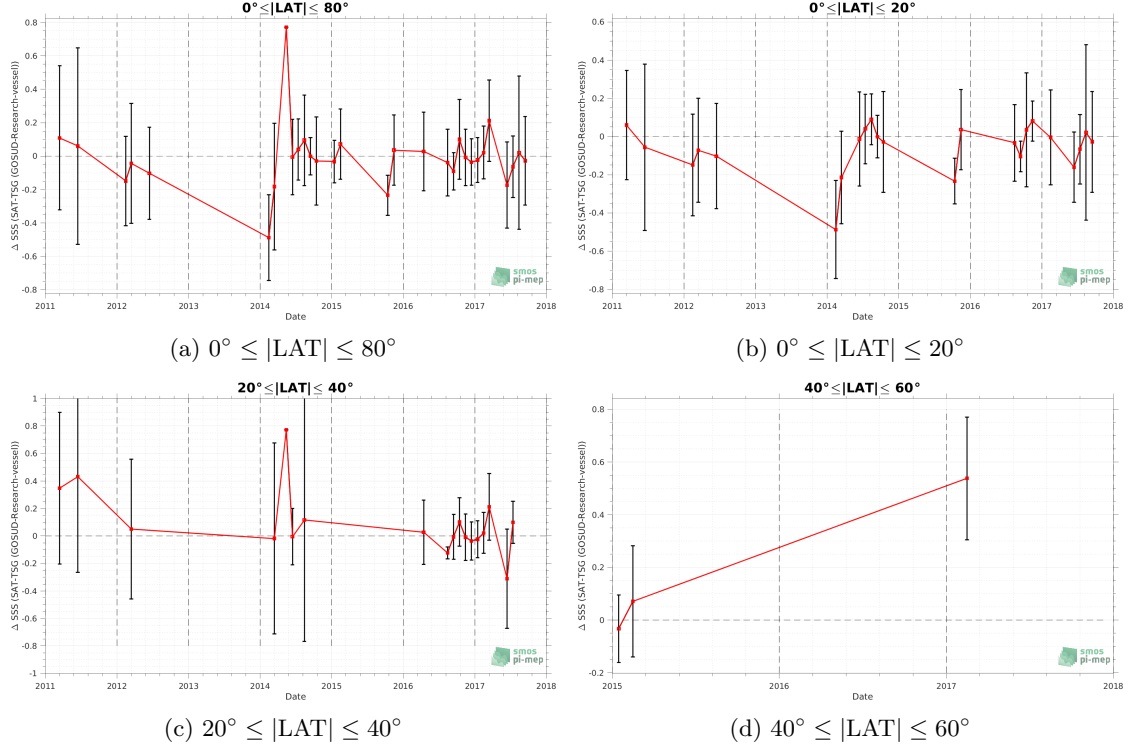 0°≤|LAT|≤ 80°
0.8
0.6
0.4
0.2
0
-0.2
-0.4
-0.6
-0.8
Δ SSS (SAT-TSG (GOSUD-Research-vessel))
2011 2012 2013 2014 2015 2016 2017 2018
Date
smos
pi-mep
(a) 0° ≤ |LAT| ≤ 80°
0°≤|LAT|≤ 20°
0.6
0.4
0.2
0
-0.2
-0.4
-0.6
-0.8
Δ SSS (SAT-TSG (GOSUD-Research-vessel))
2011 2012 2013 2014 2015 2016 2017 2018
Date
smos
pi-mep
(b) 0° ≤ |LAT| ≤ 20°
20°≤|LAT|≤ 40°
1
0.8
0.6
0.4
0.2
0
-0.2
-0.4
-0.6
-0.8
-1
Δ SSS (SAT-TSG (GOSUD-Research-vessel))
2011 2012 2013 2014 2015 2016 2017 2018
Date
smos
pi-mep
(c) 20° ≤ |LAT| ≤ 40°
40°≤|LAT|≤ 60°
0.8
0.6
0.4
0.2
0
-0.2
Δ SSS (SAT-TSG (GOSUD-Research-vessel))
2015 2016 2017 2018
Date
smos
pi-mep
(d) 40° ≤ |LAT| ≤ 60°